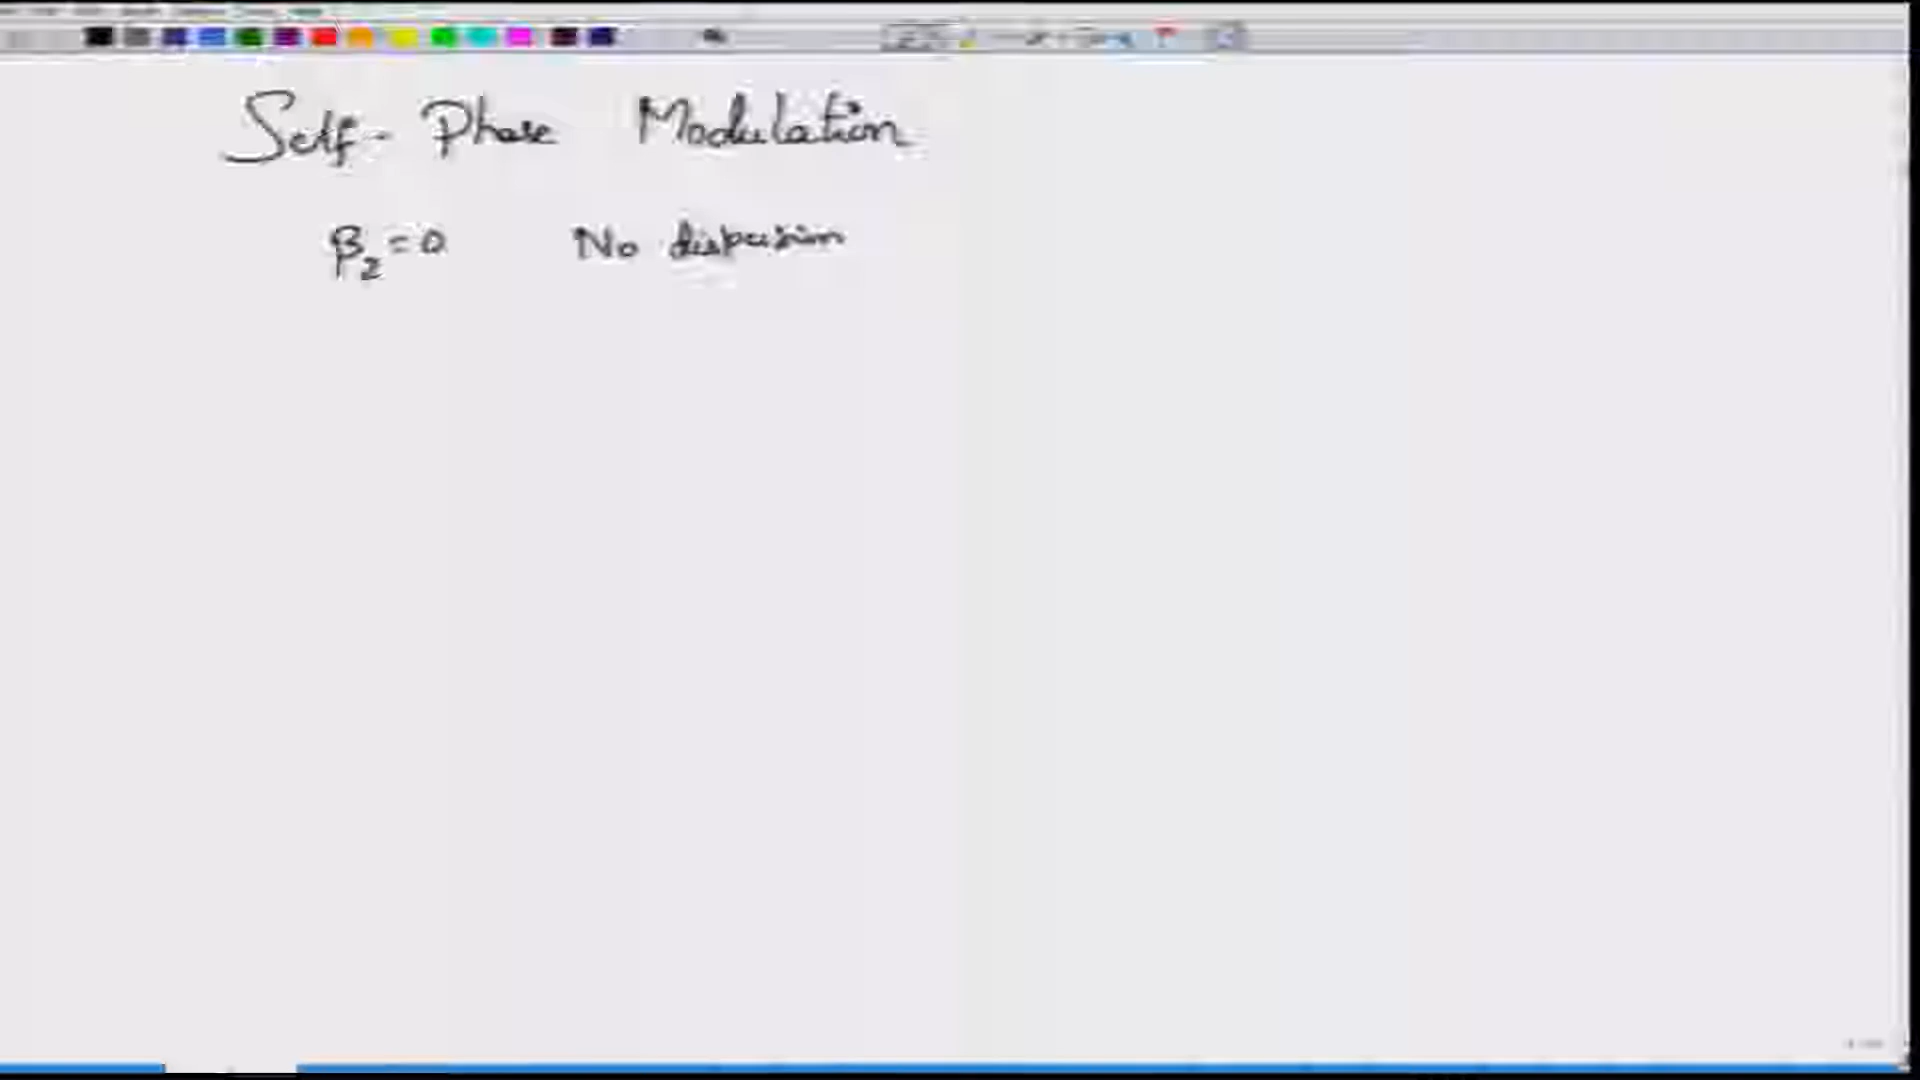 Self-Phase Modulation
β₂ = 0 No dispersion